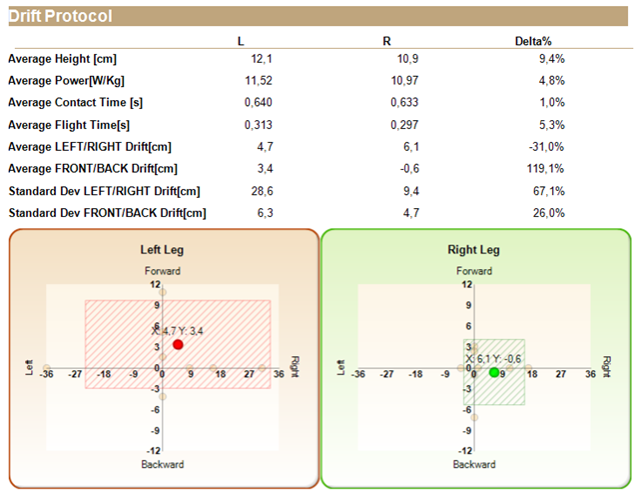 Drift Protocol
L R Delta%
Average Height [cm] 12,1 10,9 9,4%
Average Power[W/Kg] 11,52 10,97 4,8%
Average Contact Time [s] 0,640 0,633 1,0%
Average Flight Time[s] 0,313 0,297 5,3%
Average LEFT/RIGHT Drift[cm] 4,7 6,1 -31,0%
Average FRONT/BACK Drift[cm] 3,4 -0,6 119,1%
Standard Dev LEFT/RIGHT Drift[cm] 28,6 9,4 67,1%
Standard Dev FRONT/BACK Drift[cm] 6,3 4,7 26,0%
Left Leg
Forward
12
9
6
X: 4,7 Y: 3,4
3
0
Left
Right
-36 -27 -18 -9 0 9 18 27 36
-3
-6
-9
-12
Backward
Right Leg
Forward
12
9
6
3
X: 6,1 Y: -0,6
0
Left
Right
-36 -27 -18 -9 0 9 18 27 36
-3
-6
-9
-12
Backward